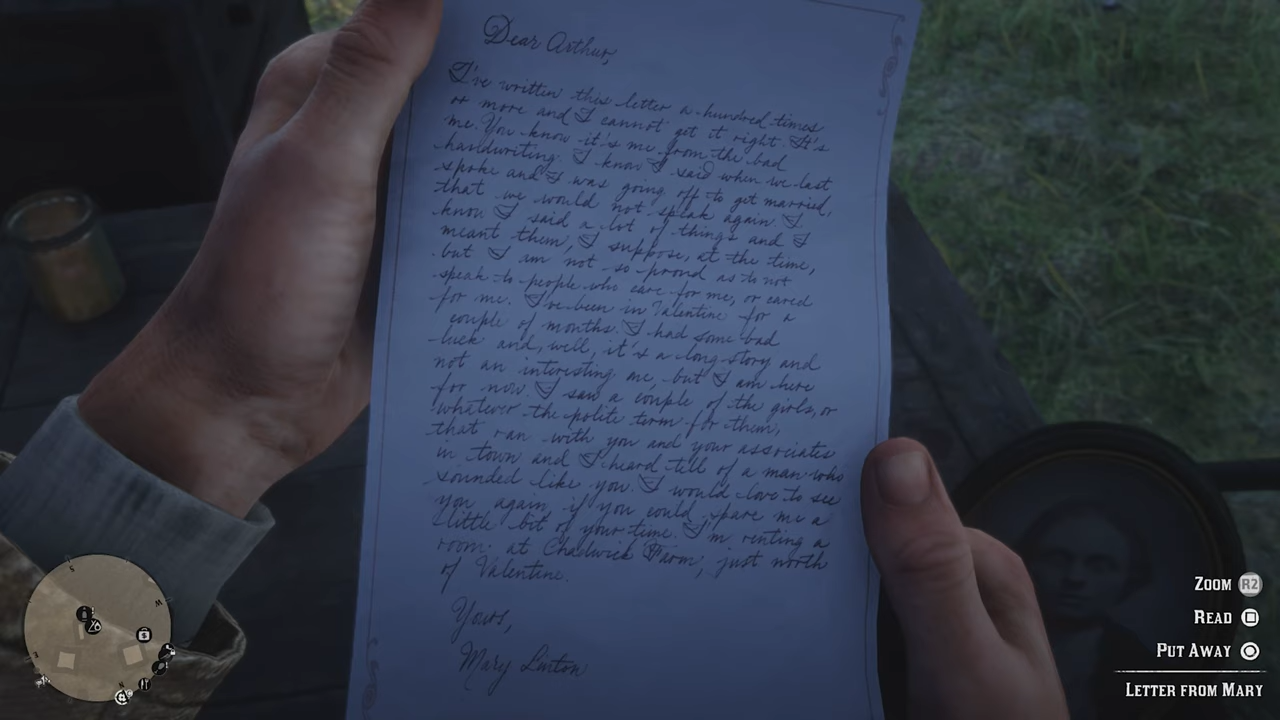 Dear Arthur,
I've written this letter a hundred times
or more and I cannot get it right. It's
me. You know it's me from the bad
handwriting. I know I said when we last
spoke and I was going off to get married,
that we would not speak again. I
know I said a lot of things and I
meant them, I suppose, at the time,
but I am not so proud as to not
speak to people who care for me, or cared
for me. I've been in Valentine for a
couple of months. I had some bad
luck and, well, it's a long story and
not an interesting one, but I am here
for now. I saw a couple of the girls, or
whatever the polite term for them,
that ran with you and your associates
in town and I heard tell of a man who
sounded like you. I would love to see
you again if you could spare me a
little bit of your time. I'm renting a
room at Chadwick Farm, just north
of Valentine.
Yours,
Mary Linton
ZOOM R2
READ
PUT AWAY
LETTER FROM MARY